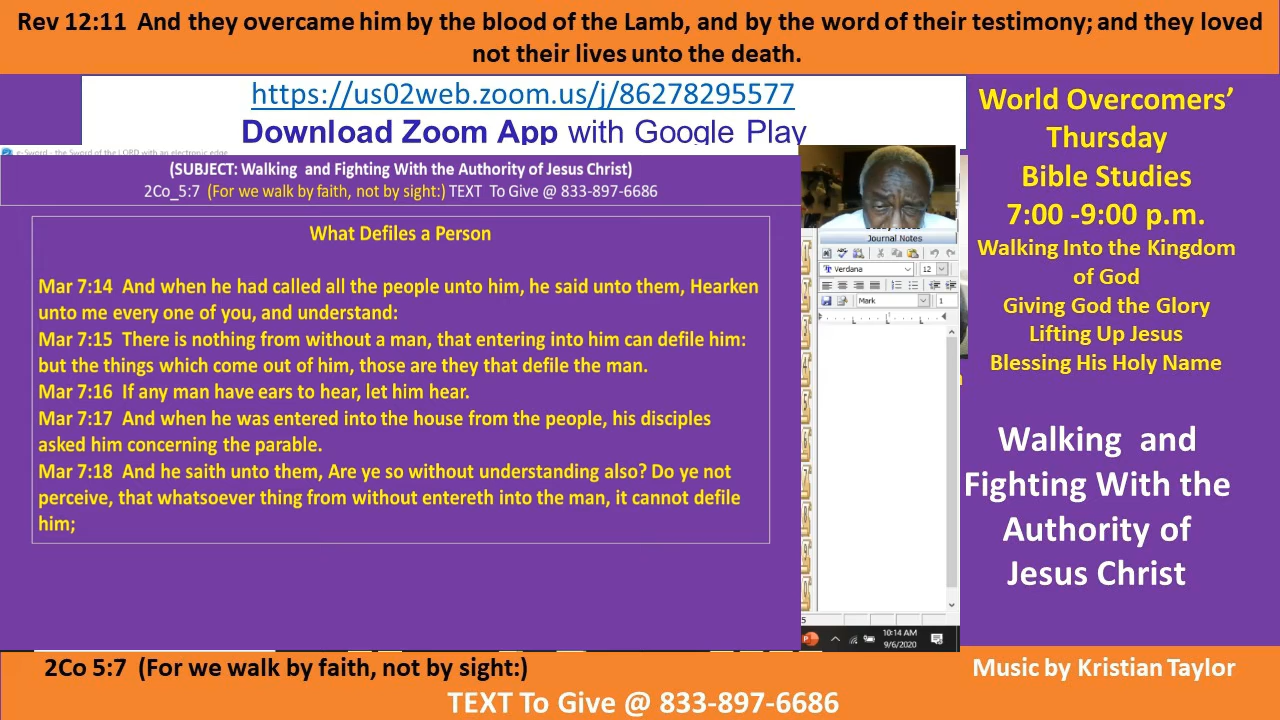 Rev 12:11  And they overcame him by the blood of the Lamb, and by the word of their testimony; and they loved
not their lives unto the death.
https://us02web.zoom.us/j/86278295577
Download Zoom App with Google Play
e-Sword - the Sword of the LORD with an electronic edge
(SUBJECT: Walking  and Fighting With the Authority of Jesus Christ)
2Co_5:7  (For we walk by faith, not by sight:) TEXT  To Give @ 833-897-6686
What Defiles a Person
Mar 7:14  And when he had called all the people unto him, he said unto them, Hearken
unto me every one of you, and understand:
Mar 7:15  There is nothing from without a man, that entering into him can defile him:
but the things which come out of him, those are they that defile the man.
Mar 7:16  If any man have ears to hear, let him hear.
Mar 7:17  And when he was entered into the house from the people, his disciples
asked him concerning the parable.
Mar 7:18  And he saith unto them, Are ye so without understanding also? Do ye not
perceive, that whatsoever thing from without entereth into the man, it cannot defile
him;
Journal Notes
Verdana 12
Mark 1
10:14 AM
9/6/2020
World Overcomers’
Thursday
Bible Studies
7:00 -9:00 p.m.
Walking Into the Kingdom
of God
Giving God the Glory
Lifting Up Jesus
Blessing His Holy Name
Walking  and
Fighting With the
Authority of
Jesus Christ
2Co 5:7  (For we walk by faith, not by sight:)
Music by Kristian Taylor
TEXT To Give @ 833-897-6686